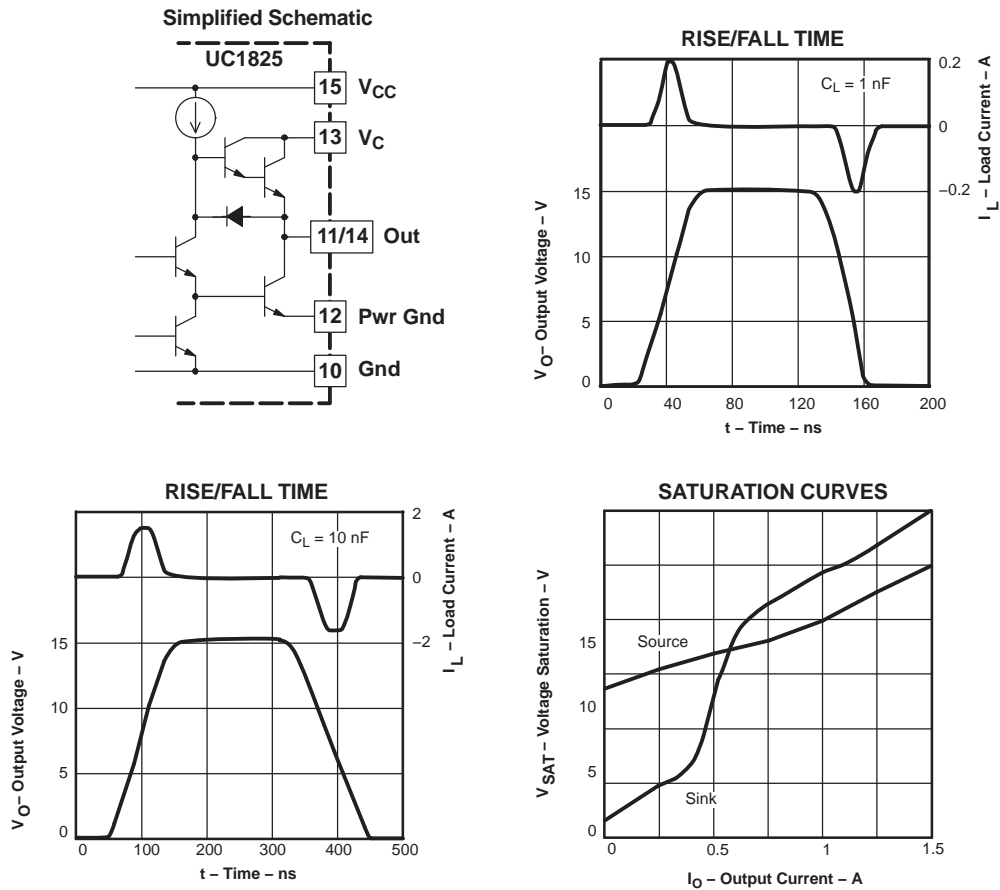 Simplified Schematic
UC1825
15 VCC
13 VC
11/14 Out
12 Pwr Gnd
10 Gnd
RISE/FALL TIME
CL = 1 nF
0.2
0
–0.2
IL – Load Current – A
15
10
5
0
VO – Output Voltage – V
0 40 80 120 160 200
t – Time – ns
RISE/FALL TIME
CL = 10 nF
2
0
–2
IL – Load Current – A
15
10
5
0
VO – Output Voltage – V
0 100 200 300 400 500
t – Time – ns
SATURATION CURVES
Source
Sink
15
10
5
0
VSAT – Voltage Saturation – V
0 0.5 1 1.5
IO – Output Current – A